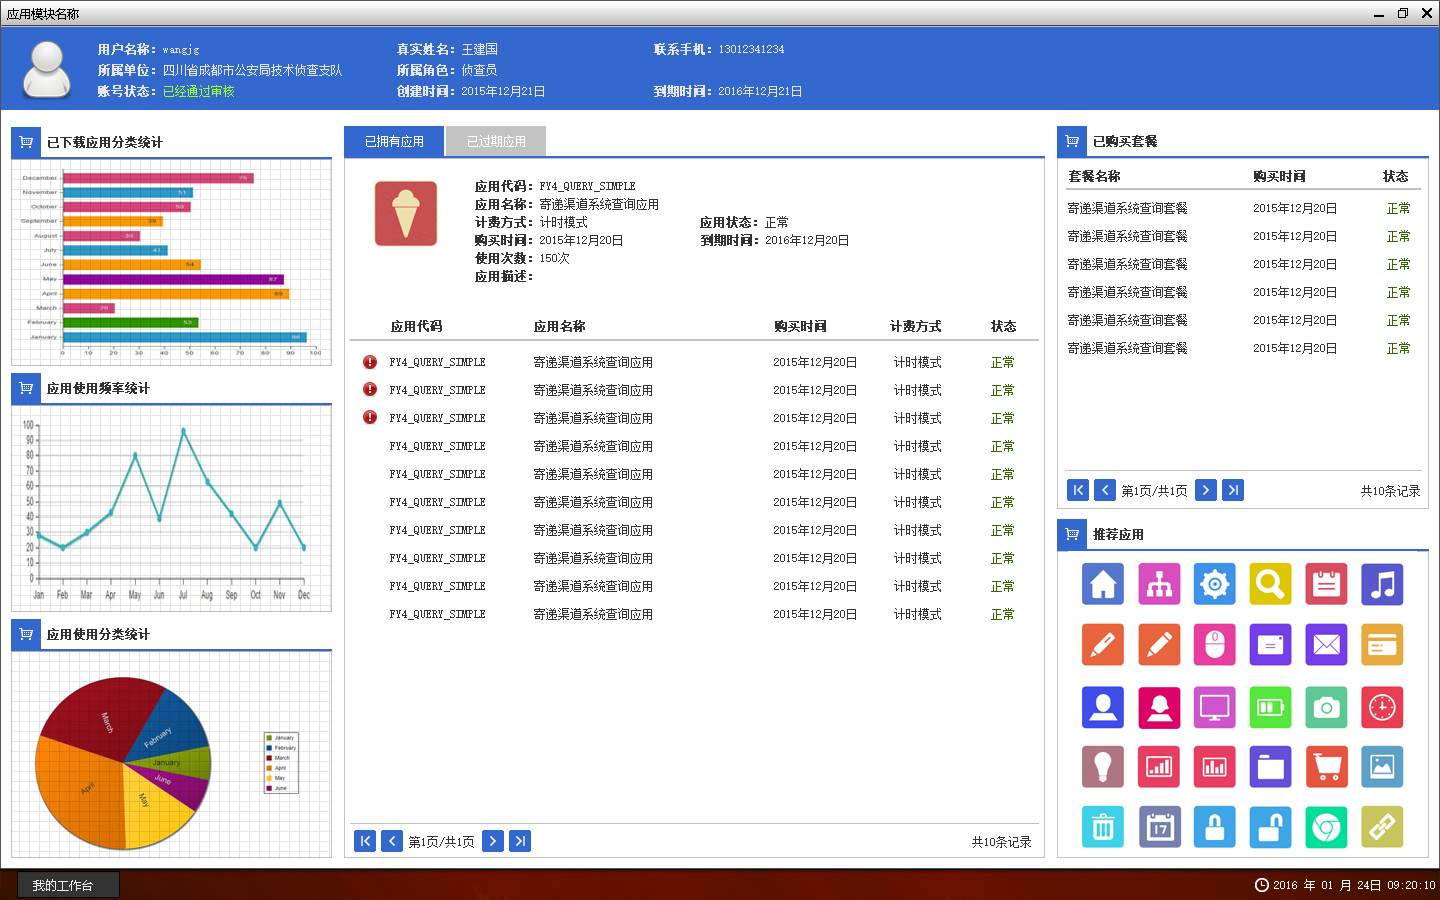 应用模块名称
用户名称：wangjg 真实姓名：王建国 联系手机：13012341234
所属单位：四川省成都市公安局技术侦查支队 所属角色：侦查员
账号状态：已经通过审核 创建时间：2015年12月21日 到期时间：2016年12月21日
已下载应用分类统计
December 75
November 51
October 50
September 39
August 30
July 41
June 54
May 87
April 89
March 20
February 53
January 96
0 10 20 30 40 50 60 70 80 90 100
应用使用频率统计
100
90
80
70
60
50
40
30
20
10
0
Jan Feb Mar Apr May Jun Jul Aug Sep Oct Nov Dec
应用使用分类统计
March
February
January
June
May
April
January
February
March
April
May
June
已拥有应用 已过期应用
应用代码：FY4_QUERY_SIMPLE
应用名称：寄递渠道系统查询应用
计费方式：计时模式 应用状态：正常
购买时间：2015年12月20日 到期时间：2016年12月20日
使用次数：150次
应用描述：
应用代码 应用名称 购买时间 计费方式 状态
FY4_QUERY_SIMPLE 寄递渠道系统查询应用 2015年12月20日 计时模式 正常
FY4_QUERY_SIMPLE 寄递渠道系统查询应用 2015年12月20日 计时模式 正常
FY4_QUERY_SIMPLE 寄递渠道系统查询应用 2015年12月20日 计时模式 正常
FY4_QUERY_SIMPLE 寄递渠道系统查询应用 2015年12月20日 计时模式 正常
FY4_QUERY_SIMPLE 寄递渠道系统查询应用 2015年12月20日 计时模式 正常
FY4_QUERY_SIMPLE 寄递渠道系统查询应用 2015年12月20日 计时模式 正常
FY4_QUERY_SIMPLE 寄递渠道系统查询应用 2015年12月20日 计时模式 正常
FY4_QUERY_SIMPLE 寄递渠道系统查询应用 2015年12月20日 计时模式 正常
FY4_QUERY_SIMPLE 寄递渠道系统查询应用 2015年12月20日 计时模式 正常
FY4_QUERY_SIMPLE 寄递渠道系统查询应用 2015年12月20日 计时模式 正常
第1页/共1页 共10条记录
已购买套餐
套餐名称 购买时间 状态
寄递渠道系统查询套餐 2015年12月20日 正常
寄递渠道系统查询套餐 2015年12月20日 正常
寄递渠道系统查询套餐 2015年12月20日 正常
寄递渠道系统查询套餐 2015年12月20日 正常
寄递渠道系统查询套餐 2015年12月20日 正常
寄递渠道系统查询套餐 2015年12月20日 正常
第1页/共1页 共10条记录
推荐应用
17
我的工作台
2016 年 01 月 24日 09:20:10